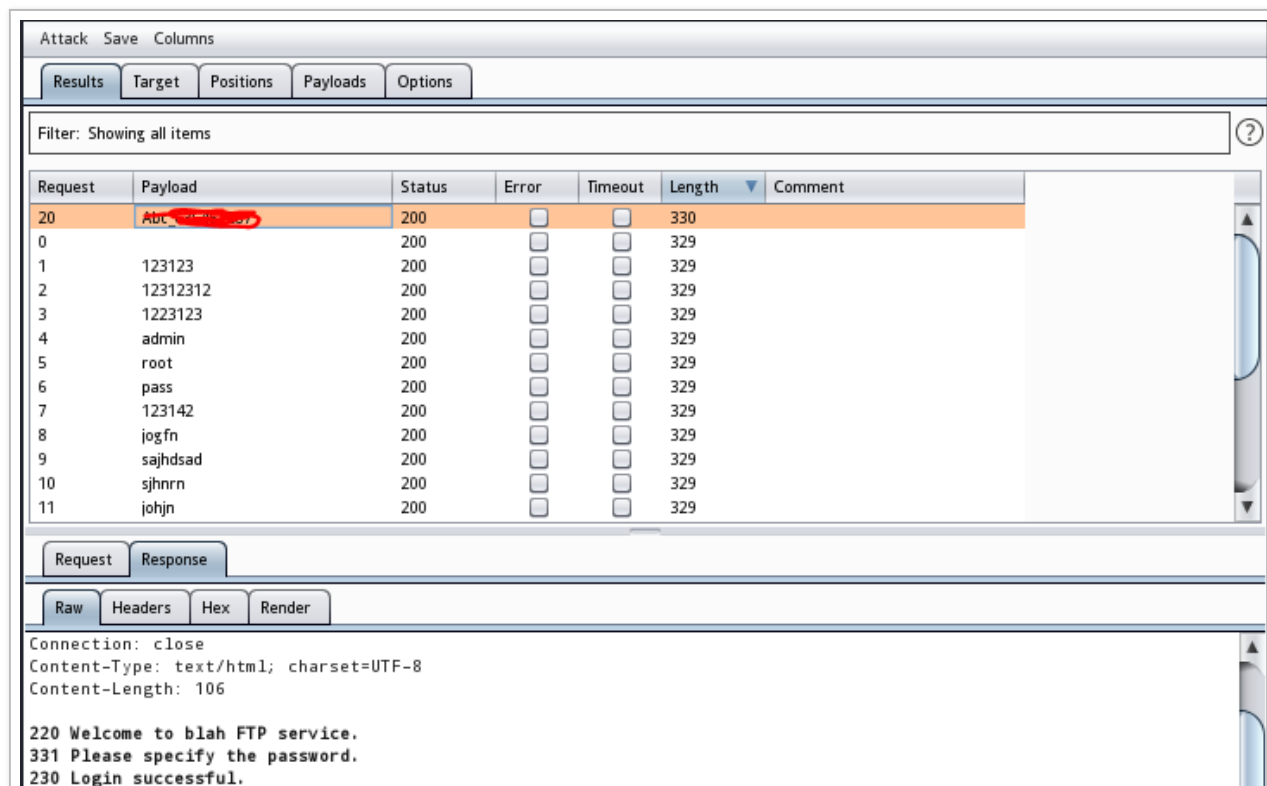 Attack Save Columns
Results Target Positions Payloads Options
Filter: Showing all items
?
Request Payload Status Error Timeout Length Comment
20 Abc_ 200 330
0 200 329
1 123123 200 329
2 12312312 200 329
3 1223123 200 329
4 admin 200 329
5 root 200 329
6 pass 200 329
7 123142 200 329
8 jogfn 200 329
9 sajhdsad 200 329
10 sjhnrn 200 329
11 johjn 200 329
Request Response
Raw Headers Hex Render
Connection: close
Content-Type: text/html; charset=UTF-8
Content-Length: 106
220 Welcome to blah FTP service.
331 Please specify the password.
230 Login successful.